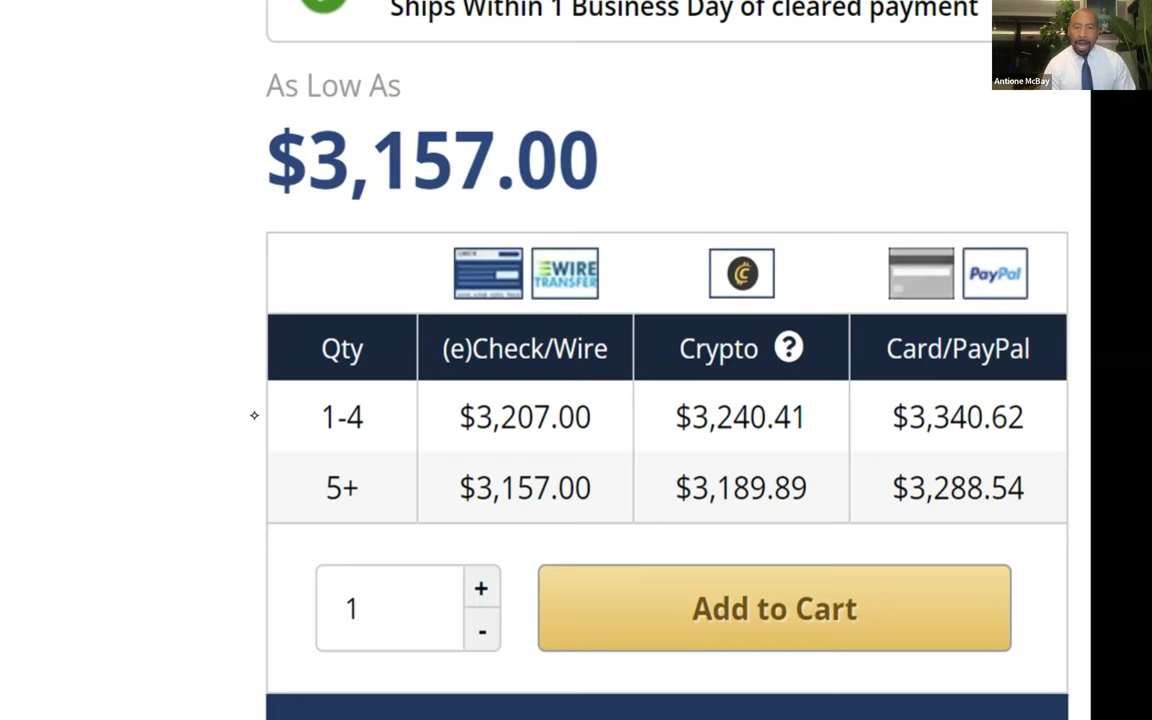 Ships Within 1 Business Day of cleared payment
Antione McBay
As Low As
$3,157.00
CHECK
WIRE
TRANSFER
PayPal
Qty (e)Check/Wire Crypto ? Card/PayPal
1-4 $3,207.00 $3,240.41 $3,340.62
5+ $3,157.00 $3,189.89 $3,288.54
1 + -
Add to Cart